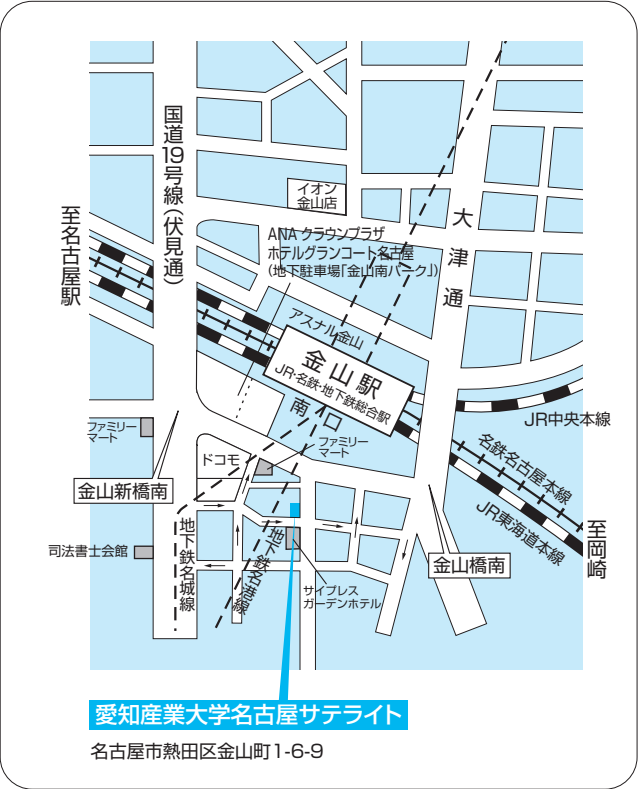 国道19号線(伏見通)
イオン
金山店
大津通
至名古屋駅
ANA クラウンプラザ
ホテルグランコート名古屋
(地下駐車場「金山南パーク」)
アスナル金山
金山駅
JR・名鉄・地下鉄総合駅
南口
JR中央本線
ファミリー
マート
ファミリー
マート
ドコモ
名鉄名古屋本線
金山新橋南
JR東海道本線
至岡崎
地下鉄名城線
地下鉄名港線
司法書士会館
金山橋南
サイプレス
ガーデンホテル
愛知産業大学名古屋サテライト
名古屋市熱田区金山町1-6-9